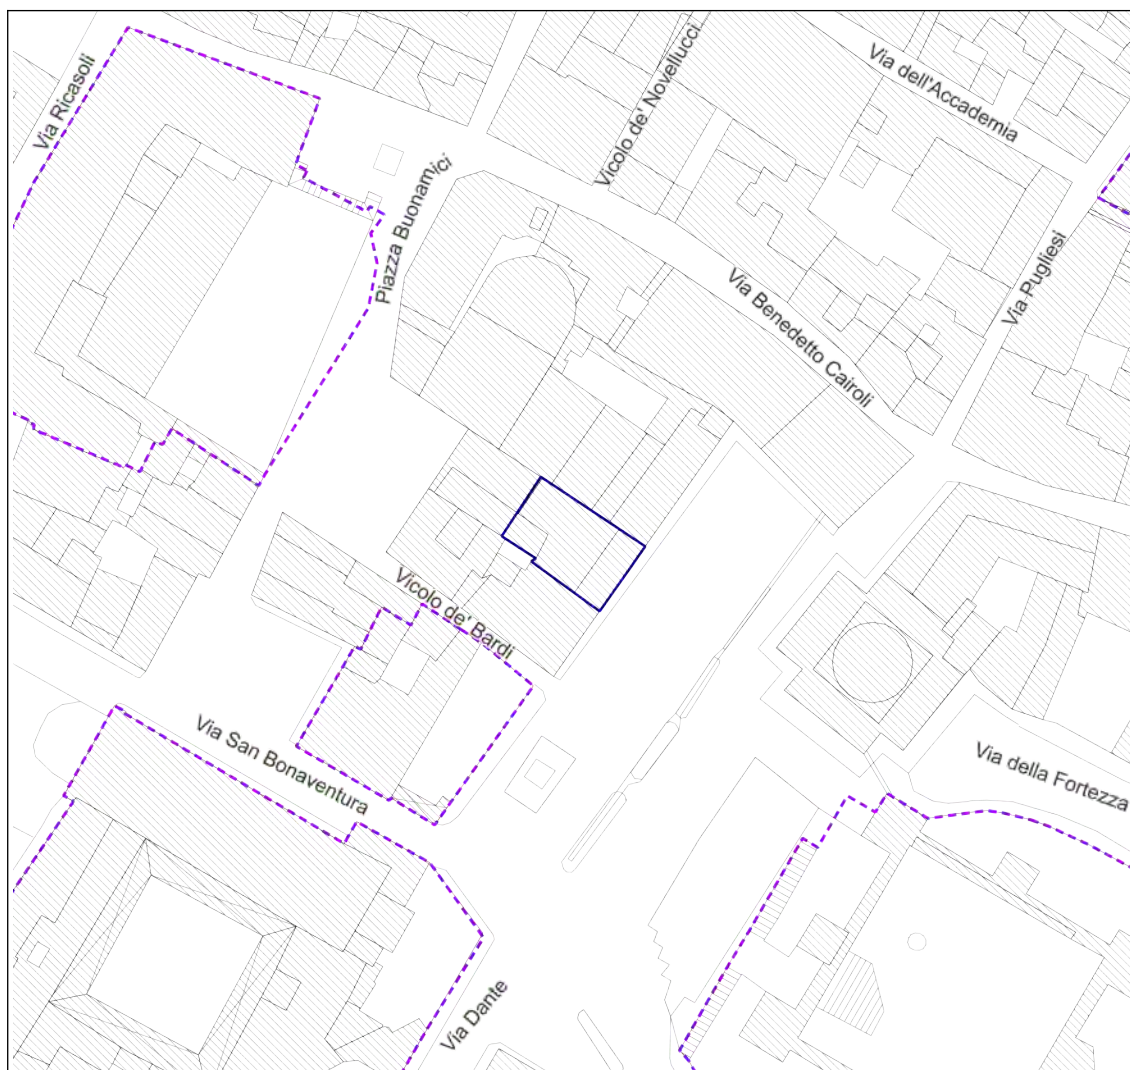 Via Ricasoli
Vicolo de' Novellucci
Via dell'Accademia
Piazza Buonamici
Via Pugliesi
Via Benedetto Cairoli
Vicolo de' Bardi
Via San Bonaventura
Via della Fortezza
Via Dante